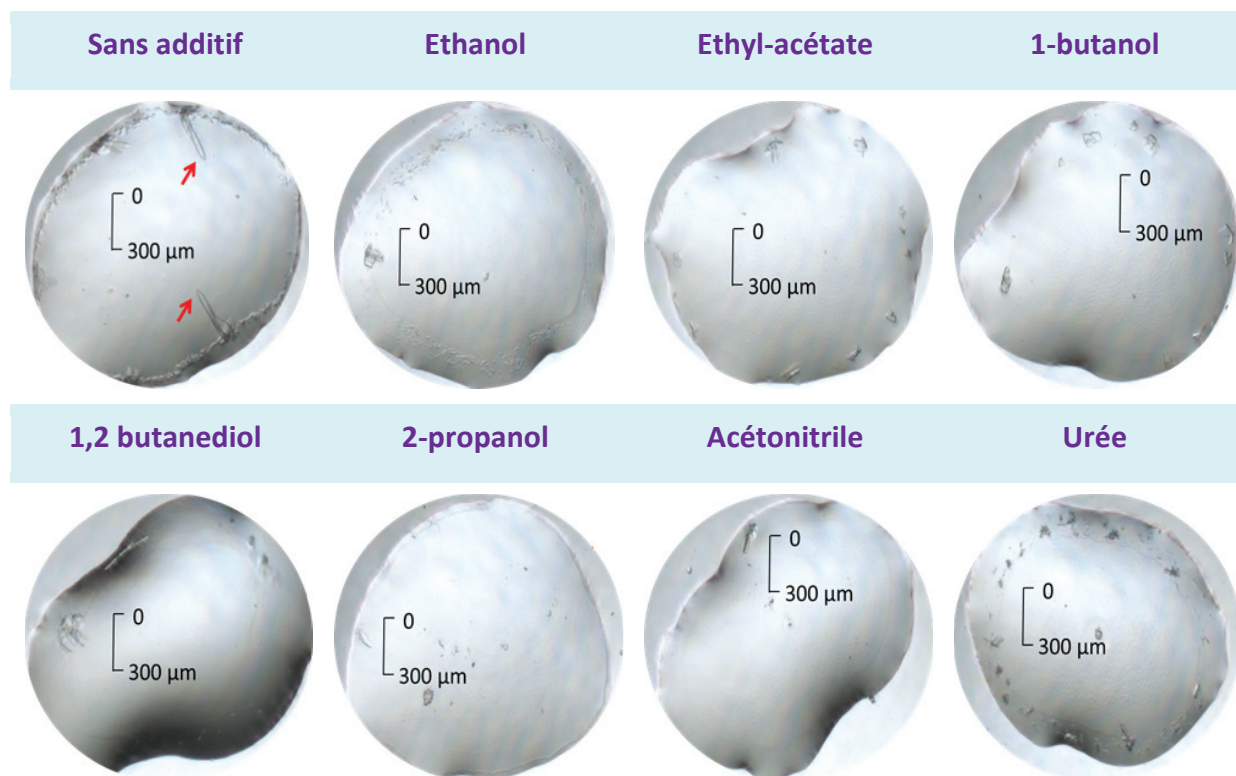 Sans additif
Ethanol
Ethyl-acétate
1-butanol
0
300 µm
0
300 µm
0
300 µm
0
300 µm
1,2 butanediol
2-propanol
Acétonitrile
Urée
0
300 µm
0
300 µm
0
300 µm
0
300 µm